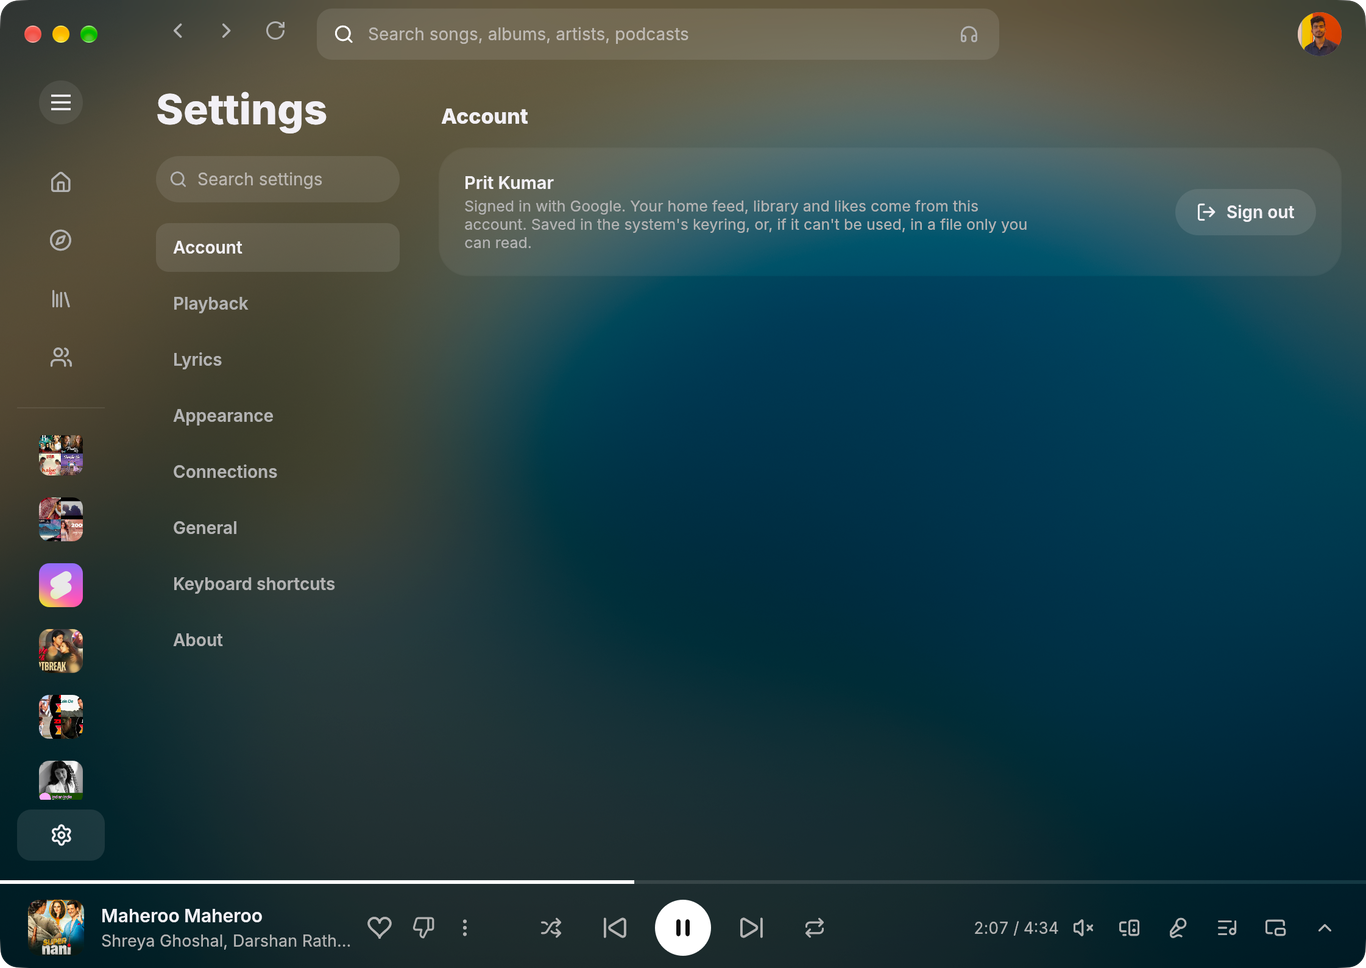 Search songs, albums, artists, podcasts
Settings
Search settings
Account
Playback
Lyrics
Appearance
Connections
General
Keyboard shortcuts
About
Account
Prit Kumar
Signed in with Google. Your home feed, library and likes come from this
account. Saved in the system's keyring, or, if it can't be used, in a file only you
can read.
Sign out
TBREAK
SUPER
nani
Maheroo Maheroo
Shreya Ghoshal, Darshan Rath...
2:07 / 4:34